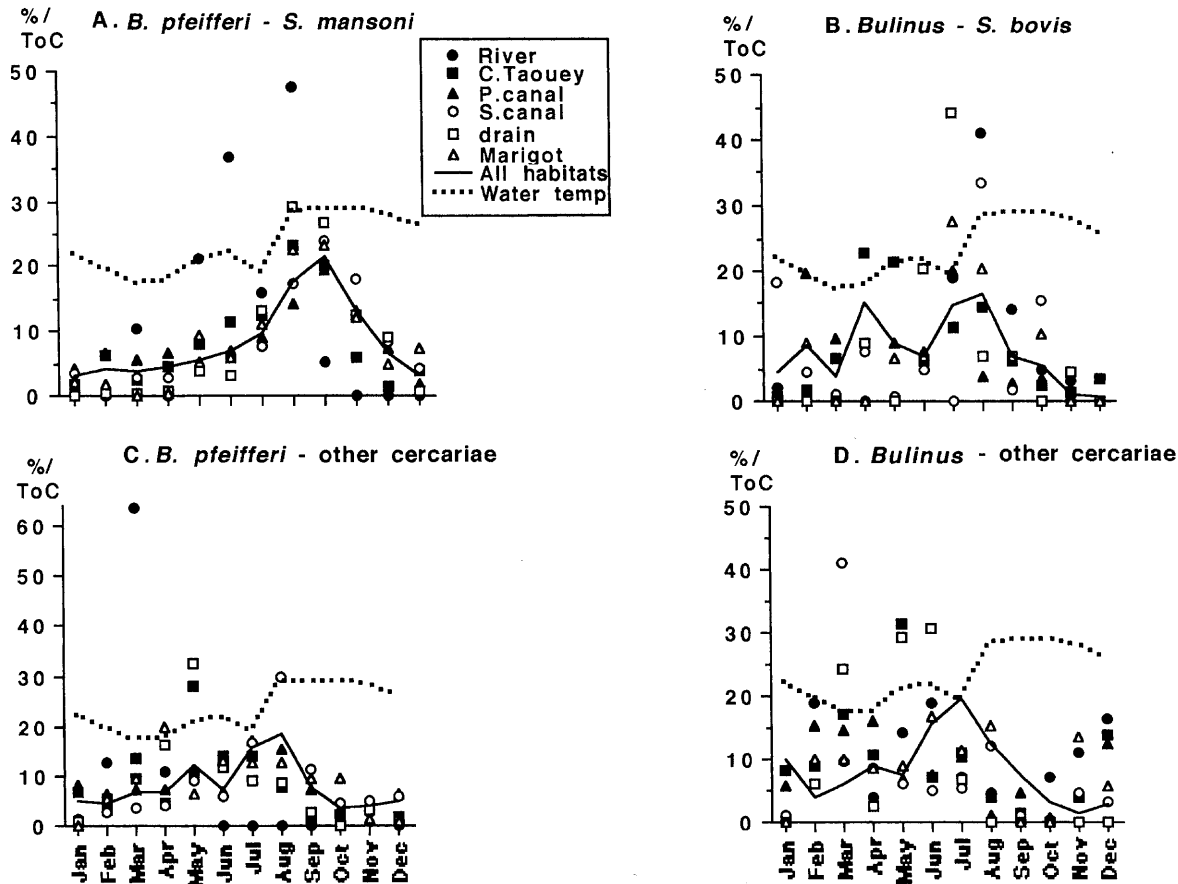 %/
ToC
A. B. pfeifferi - S. mansoni
50
40
30
20
10
0
River
C.Taouey
P.canal
S.canal
drain
Marigot
All habitats
Water temp
%/
ToC
B. Bulinus - S. bovis
50
40
30
20
10
0
%/
ToC
C. B. pfeifferi - other cercariae
60
50
40
30
20
10
0
Jan
Feb
Mar
Apr
May
Jun
Jul
Aug
Sep
Oct
Nov
Dec
%/
ToC
D. Bulinus - other cercariae
50
40
30
20
10
0
Jan
Feb
Mar
Apr
May
Jun
Jul
Aug
Sep
Oct
Nov
Dec